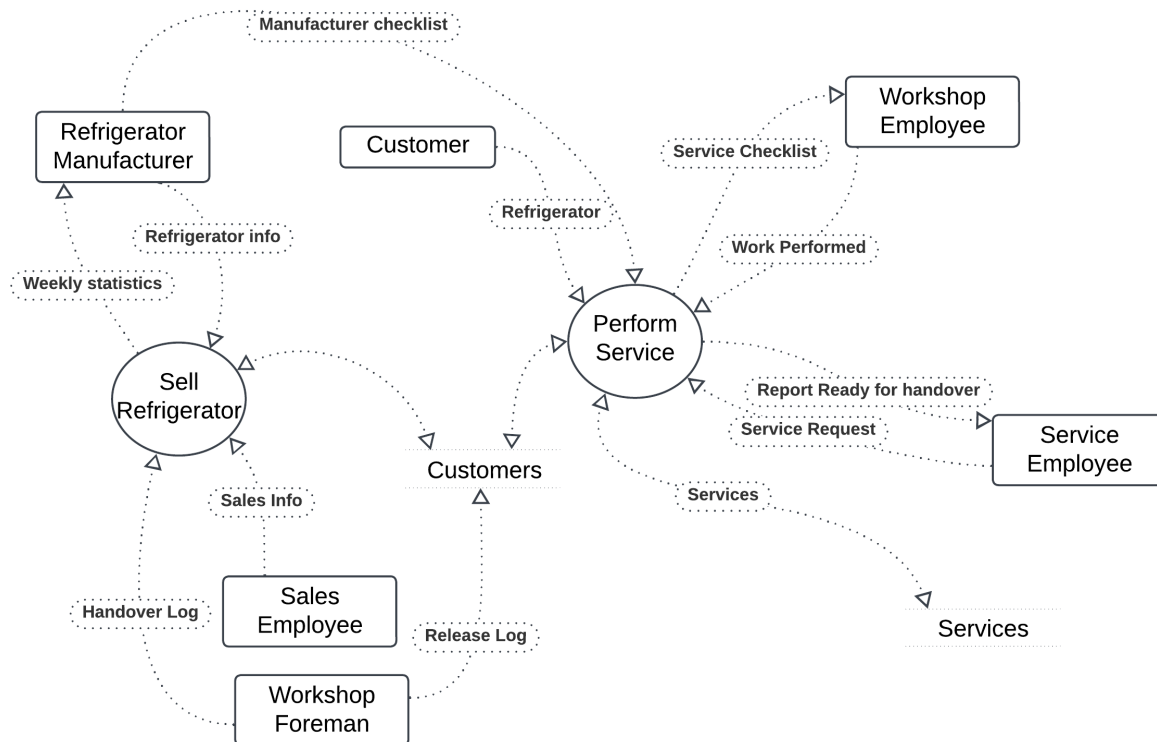 Manufacturer checklist
Refrigerator
Manufacturer
Customer
Workshop
Employee
Service Checklist
Refrigerator
Refrigerator info
Work Performed
Weekly statistics
Perform
Service
Sell
Refrigerator
Report Ready for handover
Service Request
Service
Employee
Customers
Sales Info
Services
Sales
Employee
Handover Log
Release Log
Services
Workshop
Foreman